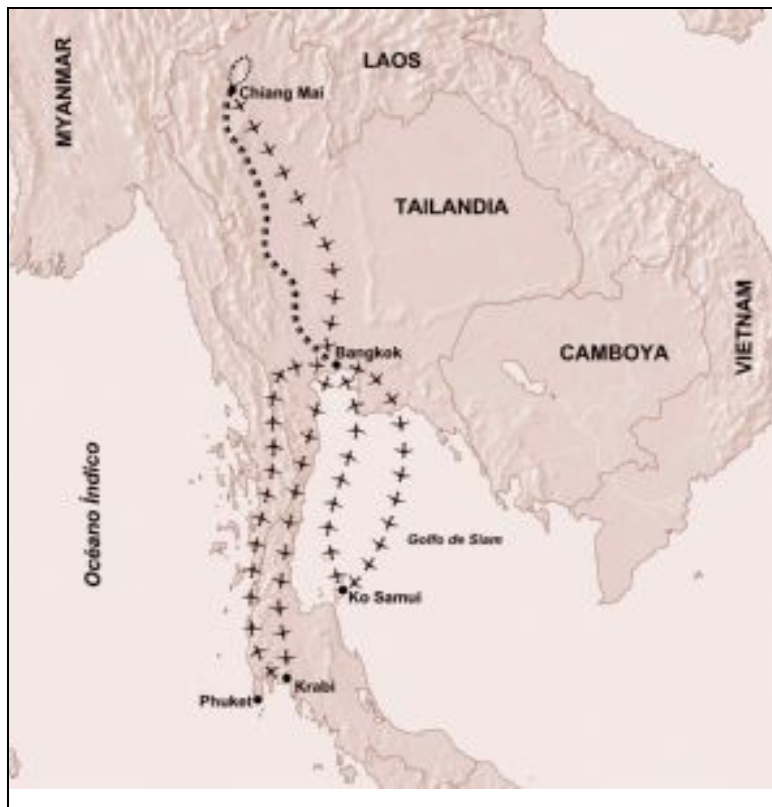 LAOS
MYANMAR
Chiang Mai
TAILANDIA
VIETNAM
CAMBOYA
Bangkok
Océano Índico
Golfo de Siam
Ko Samui
Krabi
Phuket